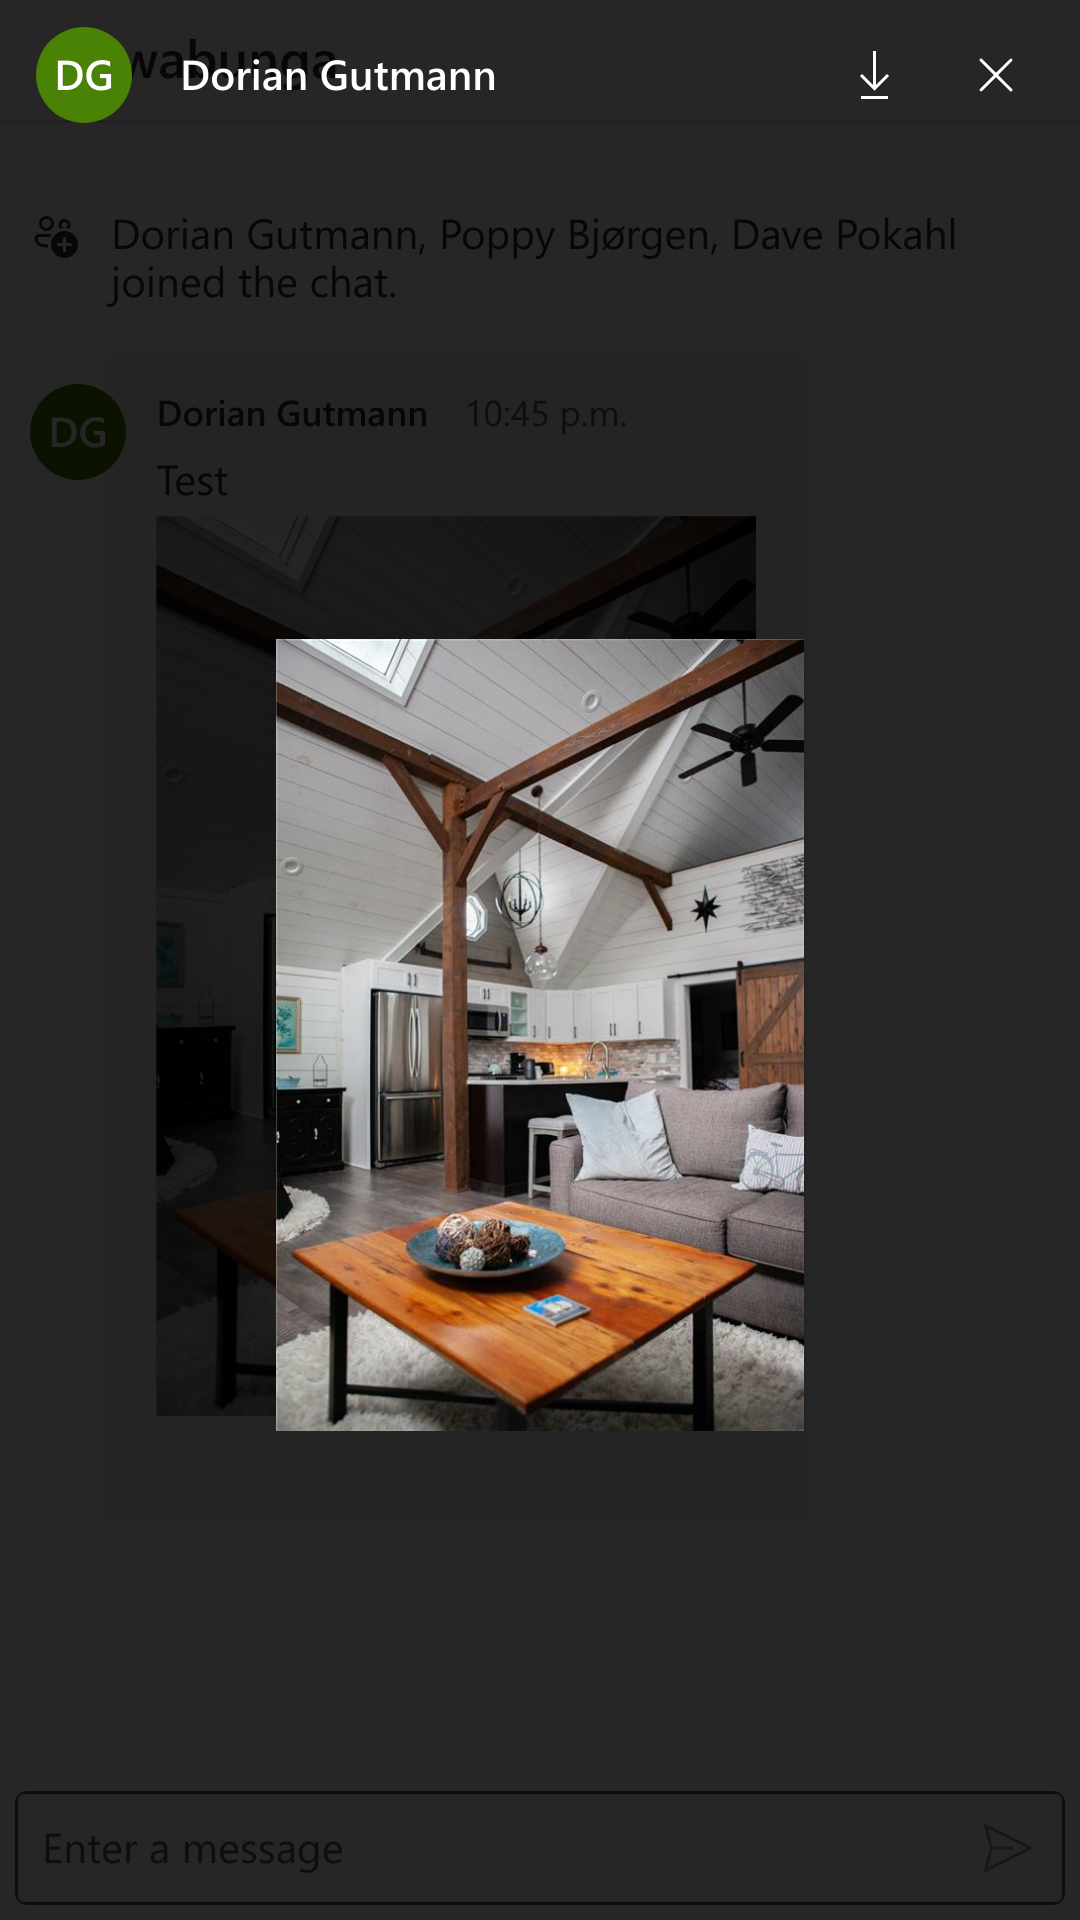 DG
Dorian Gutmann
wabunga
Dorian Gutmann, Poppy Bjørgen, Dave Pokahl
joined the chat.
DG
Dorian Gutmann 10:45 p.m.
Test
Enter a message